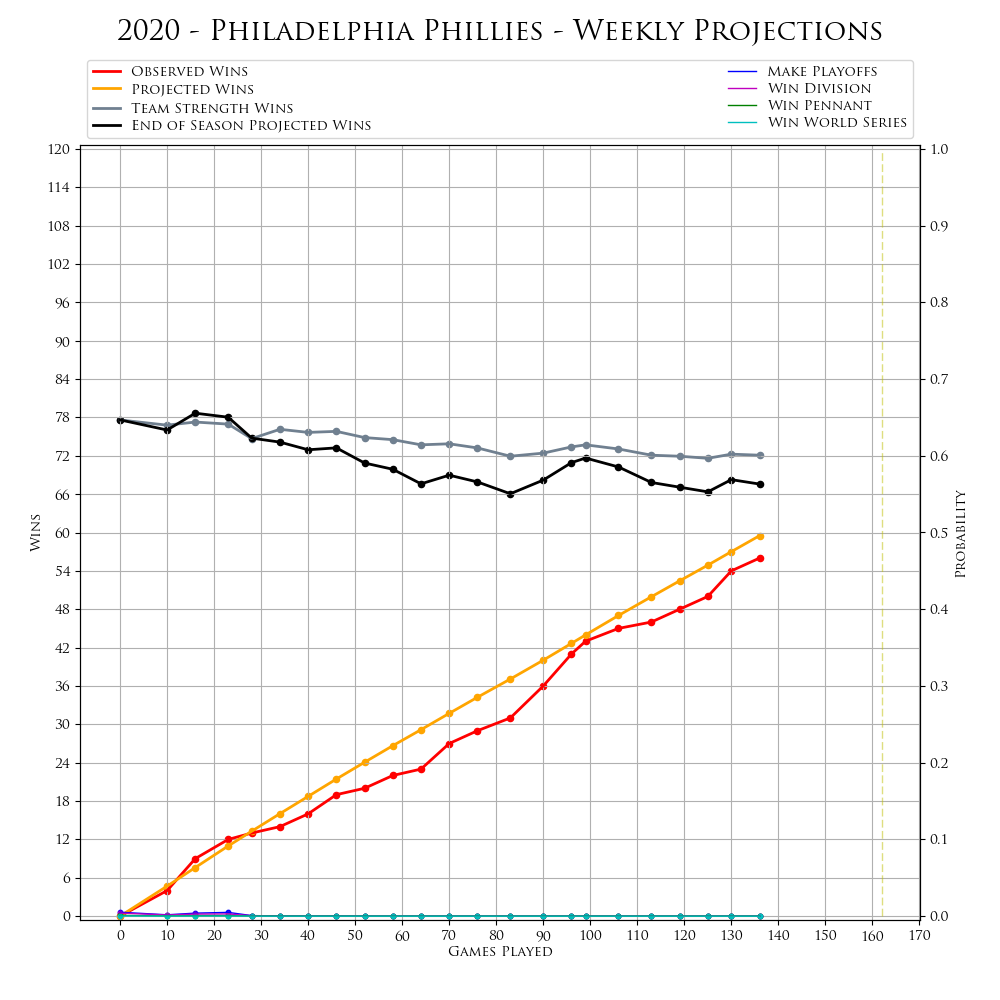 2020 - Philadelphia Phillies - Weekly Projections
Observed Wins
Projected Wins
Team Strength Wins
End of Season Projected Wins
Make Playoffs
Win Division
Win Pennant
Win World Series
120
114
108
102
96
90
84
78
72
66
60
54
48
42
36
30
24
18
12
6
0
Wins
1.0
0.9
0.8
0.7
0.6
0.5
0.4
0.3
0.2
0.1
0.0
Probability
0 10 20 30 40 50 60 70 80 90 100 110 120 130 140 150 160 170
Games Played